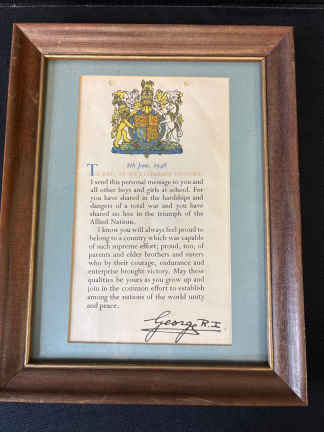 8th June, 1946
TO-DAY, AS WE CELEBRATE VICTORY,
I send this personal message to you and
all other boys and girls at school. For
you have shared in the hardships and
dangers of a total war and you have
shared no less in the triumph of the
Allied Nations.
I know you will always feel proud to
belong to a country which was capable
of such supreme effort; proud, too, of
parents and elder brothers and sisters
who by their courage, endurance and
enterprise brought victory. May these
qualities be yours as you grow up and
join in the common effort to establish
among the nations of the world unity
and peace.
George R.I.